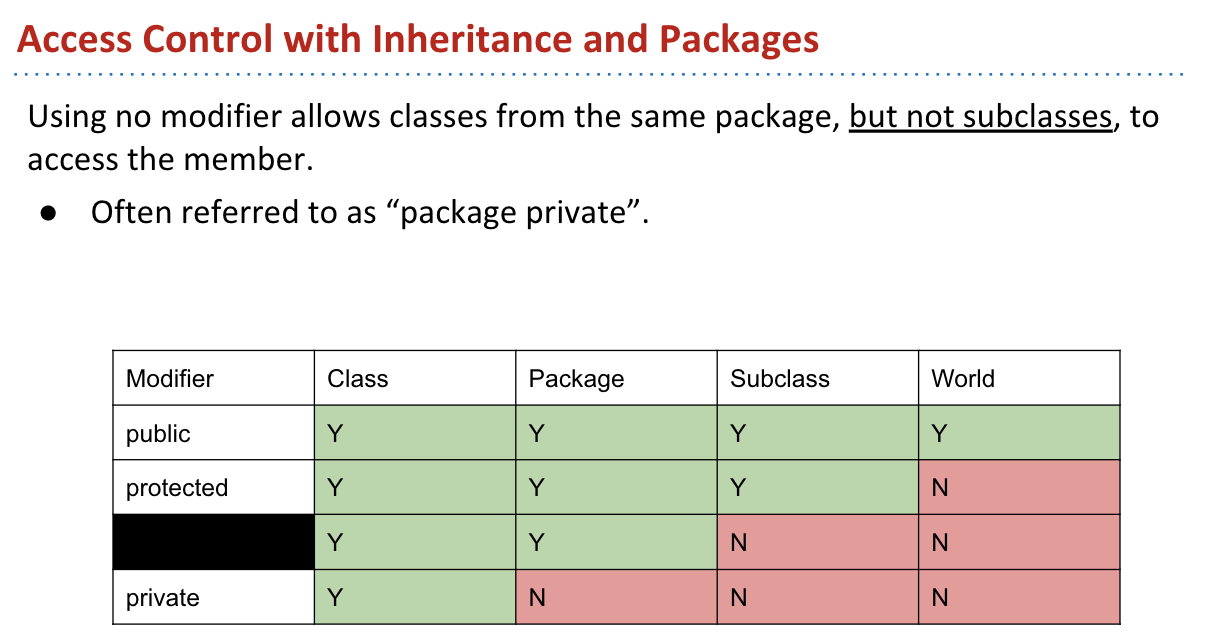 Access Control with Inheritance and Packages
Using no modifier allows classes from the same package, but not subclasses, to
access the member.
● Often referred to as “package private”.
Modifier Class Package Subclass World
public Y Y Y Y
protected Y Y Y N
Y Y N N
private Y N N N